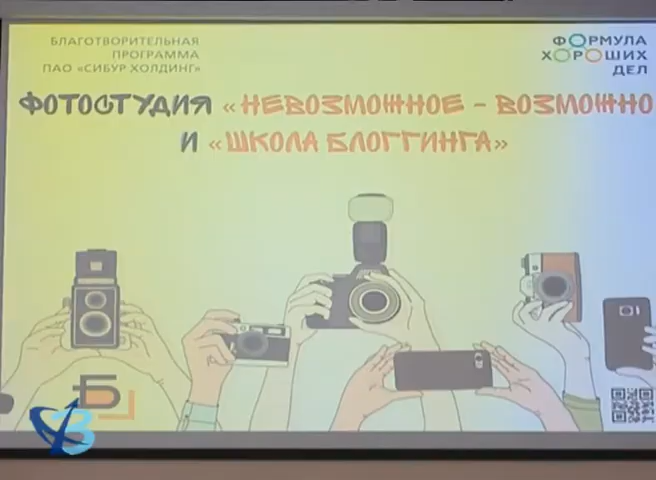 БЛАГОТВОРИТЕЛЬНАЯ
ПРОГРАММА
ПАО «СИБУР ХОЛДИНГ»
ФОРМУЛА
ХОРОШИХ
ДЕЛ
ФОТОСТУДИЯ «НЕВОЗМОЖНОЕ – ВОЗМОЖНО
И «ШКОЛА БЛОГГИНГА»
Б